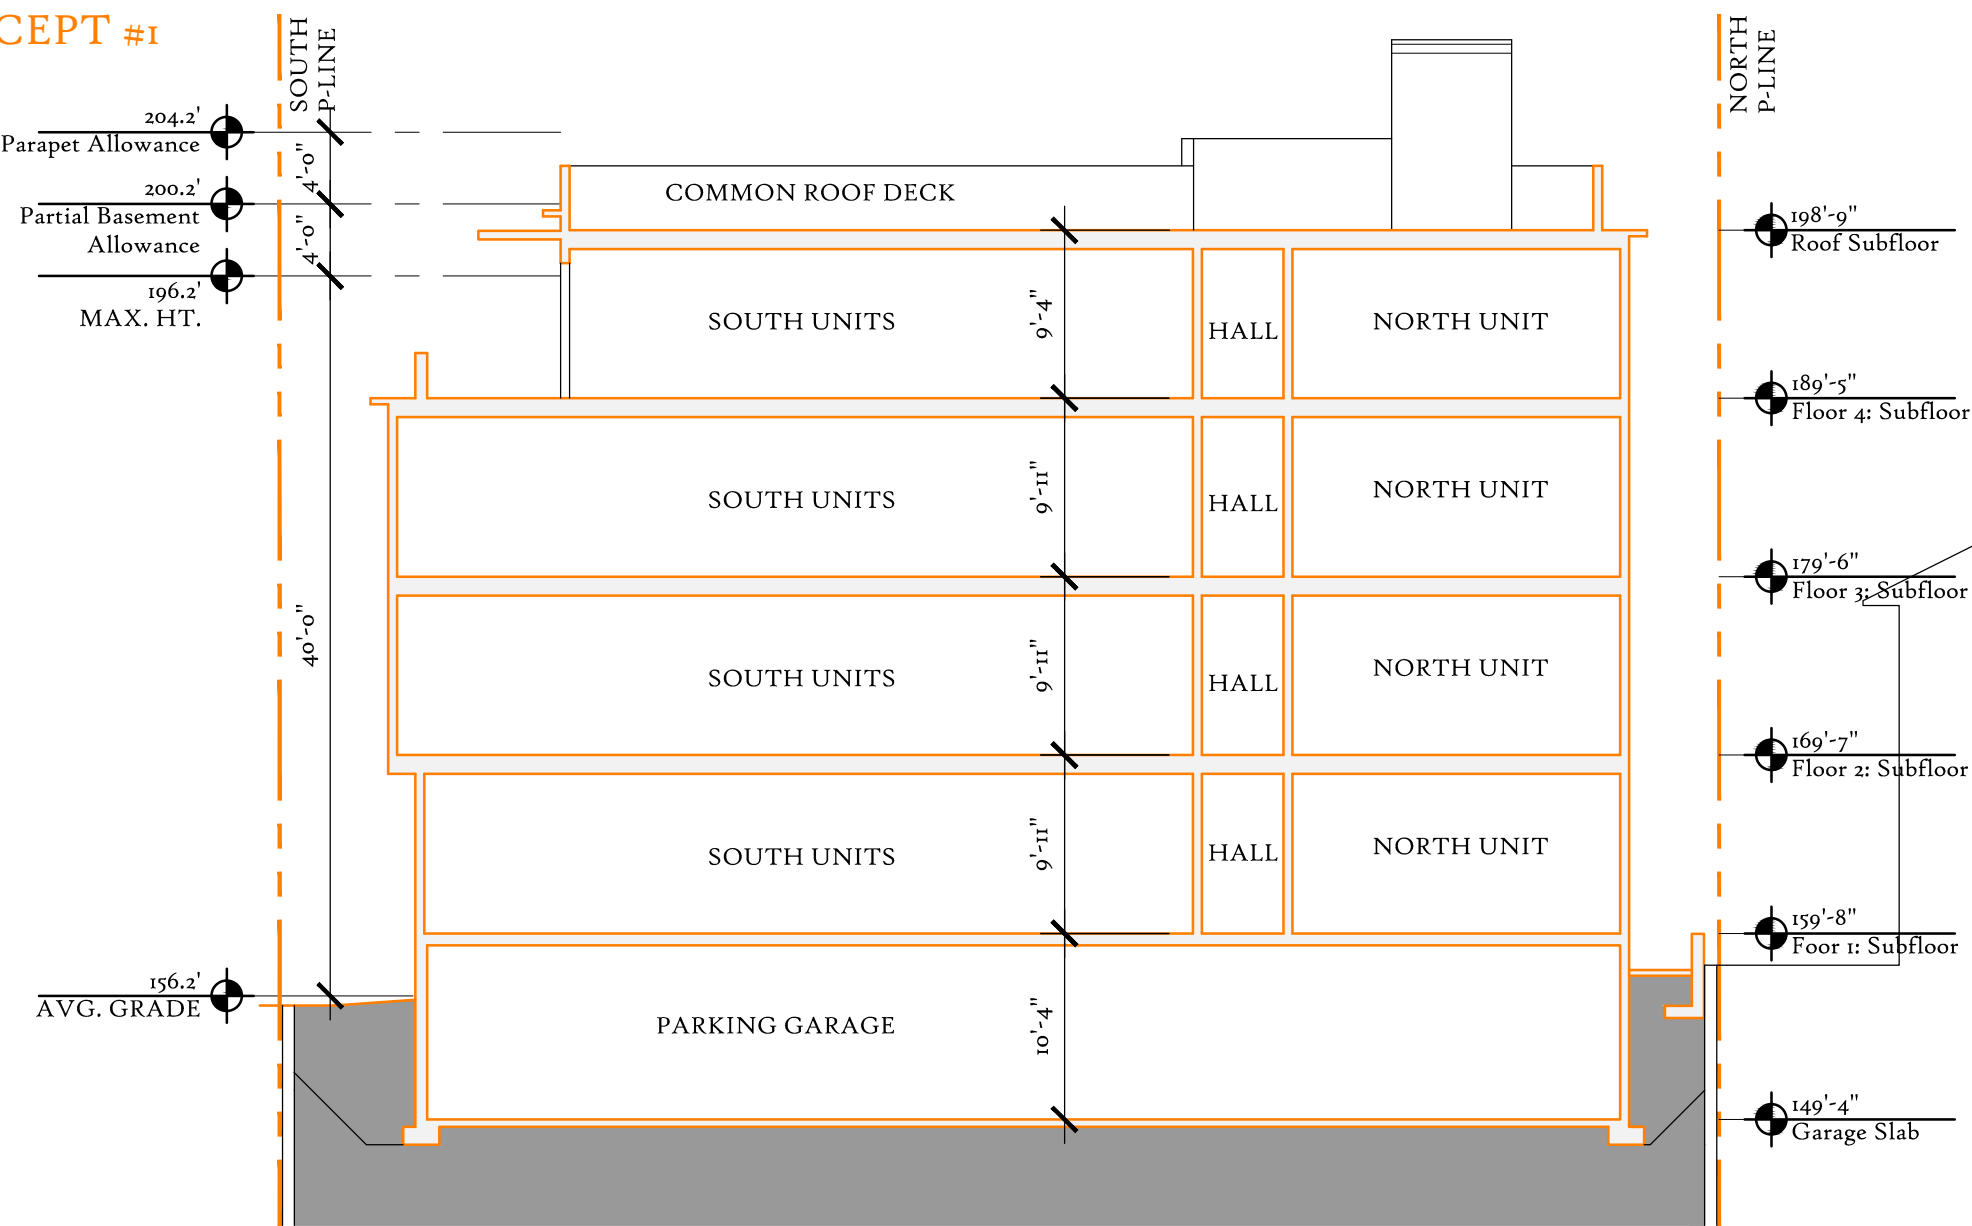 CEPT #1
SOUTH
P-LINE
NORTH
P-LINE
204.2'
Parapet Allowance
4'-0"
200.2'
Partial Basement
Allowance
4'-0"
196.2'
MAX. HT.
COMMON ROOF DECK
198'-9"
Roof Subfloor
SOUTH UNITS
9'-4"
HALL
NORTH UNIT
189'-5"
Floor 4: Subfloor
SOUTH UNITS
9'-11"
HALL
NORTH UNIT
179'-6"
Floor 3: Subfloor
40'-0"
SOUTH UNITS
9'-11"
HALL
NORTH UNIT
169'-7"
Floor 2: Subfloor
SOUTH UNITS
9'-11"
HALL
NORTH UNIT
159'-8"
Foor 1: Subfloor
156.2'
AVG. GRADE
PARKING GARAGE
10'-4"
149'-4"
Garage Slab